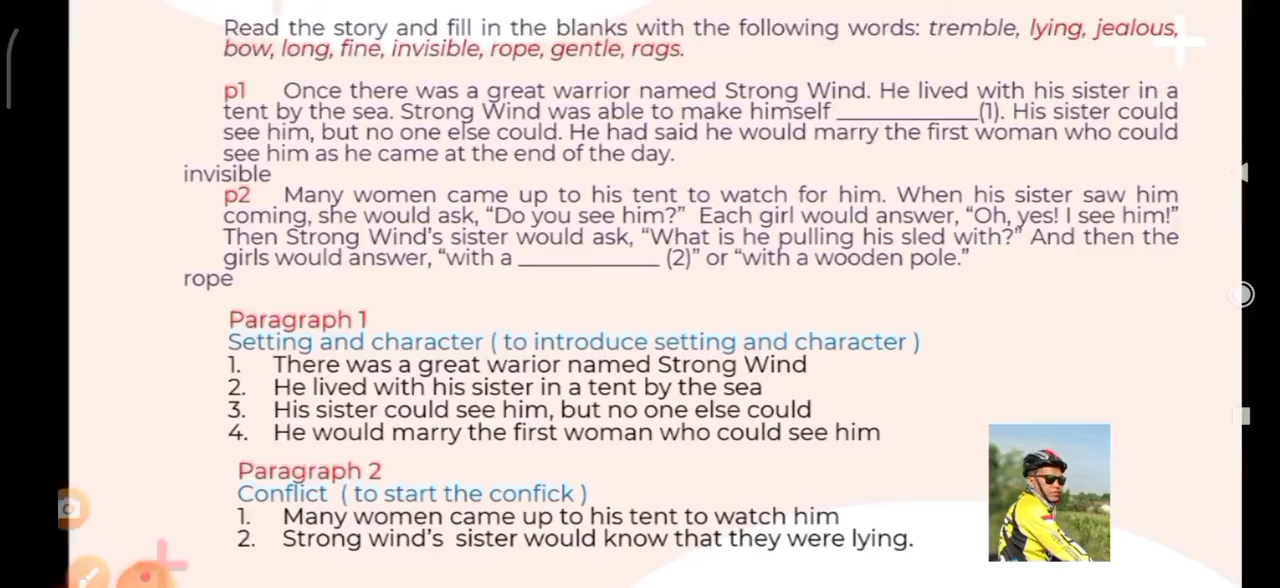 Read the story and fill in the blanks with the following words: tremble, lying, jealous,
bow, long, fine, invisible, rope, gentle, rags.
p1 Once there was a great warrior named Strong Wind. He lived with his sister in a
tent by the sea. Strong Wind was able to make himself ____________(1). His sister could
see him, but no one else could. He had said he would marry the first woman who could
see him as he came at the end of the day.
invisible
p2 Many women came up to his tent to watch for him. When his sister saw him
coming, she would ask, “Do you see him?” Each girl would answer, “Oh, yes! I see him!”
Then Strong Wind’s sister would ask, “What is he pulling his sled with?” And then the
girls would answer, “with a ____________ (2)” or “with a wooden pole.”
rope
Paragraph 1
Setting and character ( to introduce setting and character )
1. There was a great warior named Strong Wind
2. He lived with his sister in a tent by the sea
3. His sister could see him, but no one else could
4. He would marry the first woman who could see him
Paragraph 2
Conflict ( to start the confick )
1. Many women came up to his tent to watch him
2. Strong wind’s sister would know that they were lying.